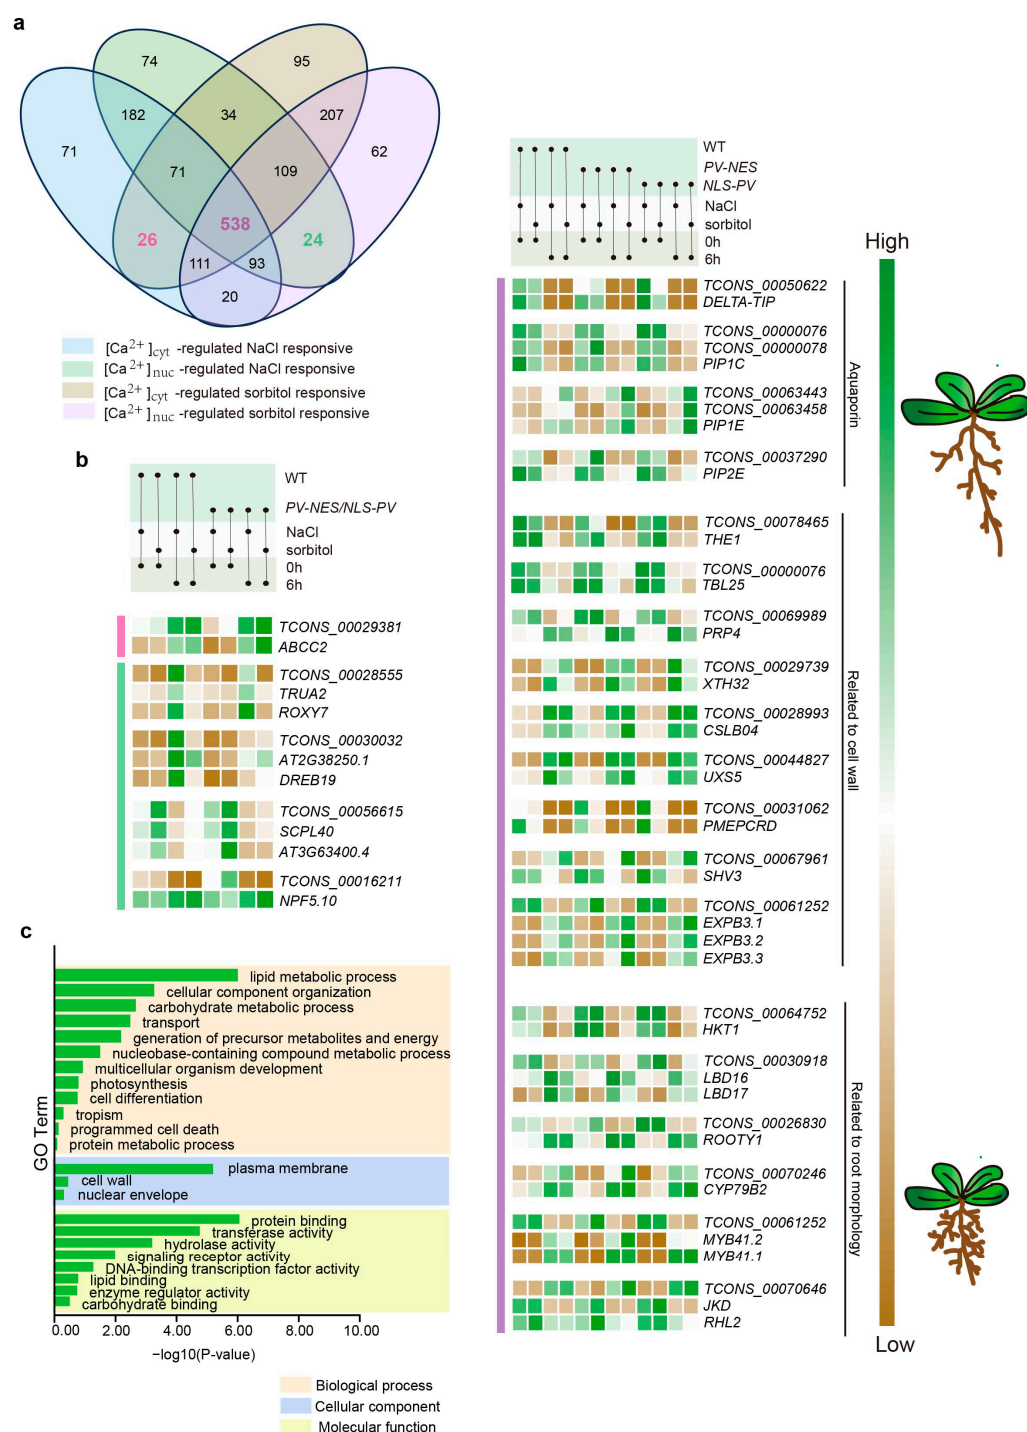 a
74
95
182
34
207
71
62
71
109
538
26
24
111
93
20
[Ca2+]cyt -regulated NaCl responsive
[Ca2+]nuc -regulated NaCl responsive
[Ca2+]cyt -regulated sorbitol responsive
[Ca2+]nuc -regulated sorbitol responsive
b
WT
PV-NES/NLS-PV
NaCl
sorbitol
0h
6h
TCONS_00029381
ABCC2
TCONS_00028555
TRUA2
ROXY7
TCONS_00030032
AT2G38250.1
DREB19
TCONS_00056615
SCPL40
AT3G63400.4
TCONS_00016211
NPF5.10
WT
PV-NES
NLS-PV
NaCl
sorbitol
0h
6h
TCONS_00050622
DELTA-TIP
TCONS_00000076
TCONS_00000078
PIP1C
TCONS_00063443
TCONS_00063458
PIP1E
TCONS_00037290
PIP2E
Aquaporin
TCONS_00078465
THE1
TCONS_00000076
TBL25
TCONS_00069989
PRP4
TCONS_00029739
XTH32
TCONS_00028993
CSLB04
TCONS_00044827
UXS5
TCONS_00031062
PMEPCRD
TCONS_00067961
SHV3
TCONS_00061252
EXPB3.1
EXPB3.2
EXPB3.3
Related to cell wall
TCONS_00064752
HKT1
TCONS_00030918
LBD16
LBD17
TCONS_00026830
ROOTY1
TCONS_00070246
CYP79B2
TCONS_00061252
MYB41.2
MYB41.1
TCONS_00070646
JKD
RHL2
Related to root morphology
High
Low
c
GO Term
lipid metabolic process
cellular component organization
carbohydrate metabolic process
transport
generation of precursor metabolites and energy
nucleobase-containing compound metabolic process
multicellular organism development
photosynthesis
cell differentiation
tropism
programmed cell death
protein metabolic process
plasma membrane
cell wall
nuclear envelope
protein binding
transferase activity
hydrolase activity
signaling receptor activity
DNA-binding transcription factor activity
lipid binding
enzyme regulator activity
carbohydrate binding
0.00 2.00 4.00 6.00 8.00 10.00
−log10(P-value)
Biological process
Cellular component
Molecular function